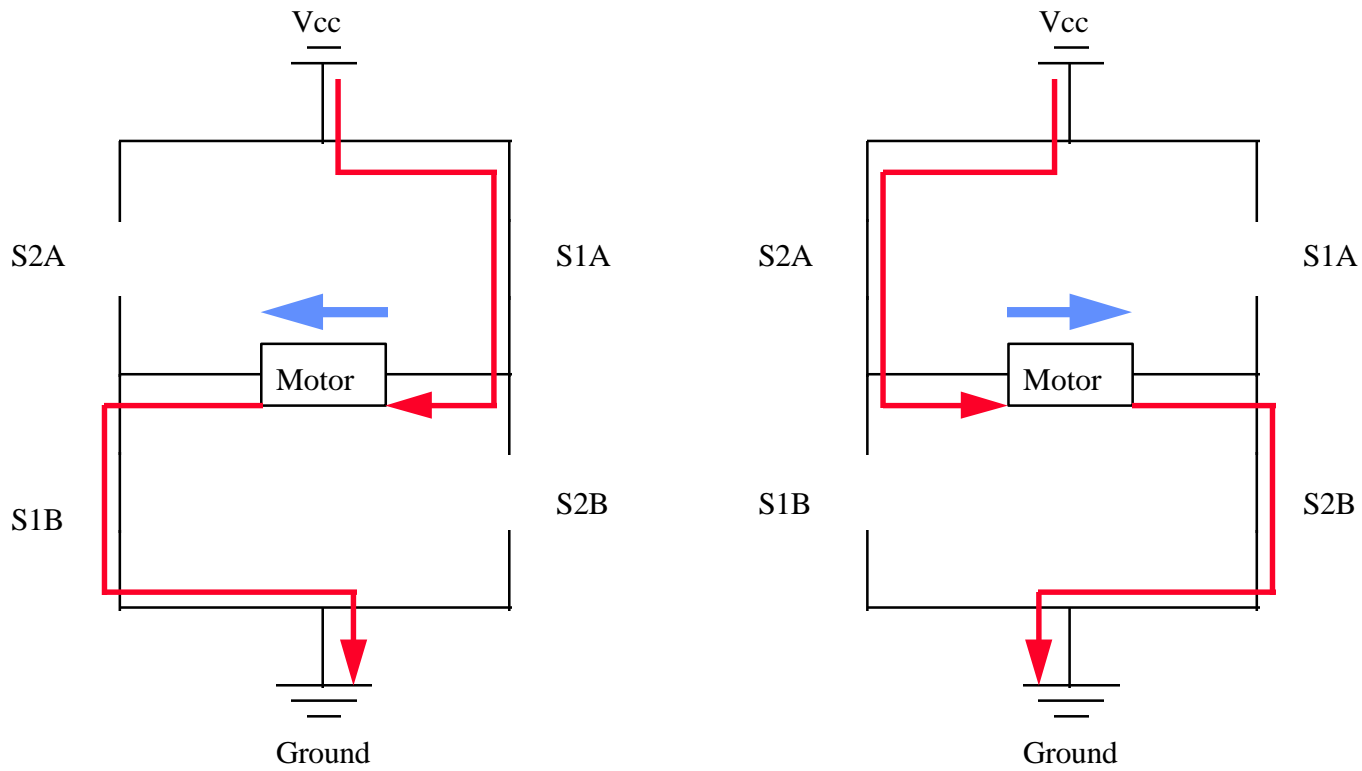 Vcc
S2A
S1A
Motor
S1B
S2B
Ground
Vcc
S2A
S1A
Motor
S1B
S2B
Ground